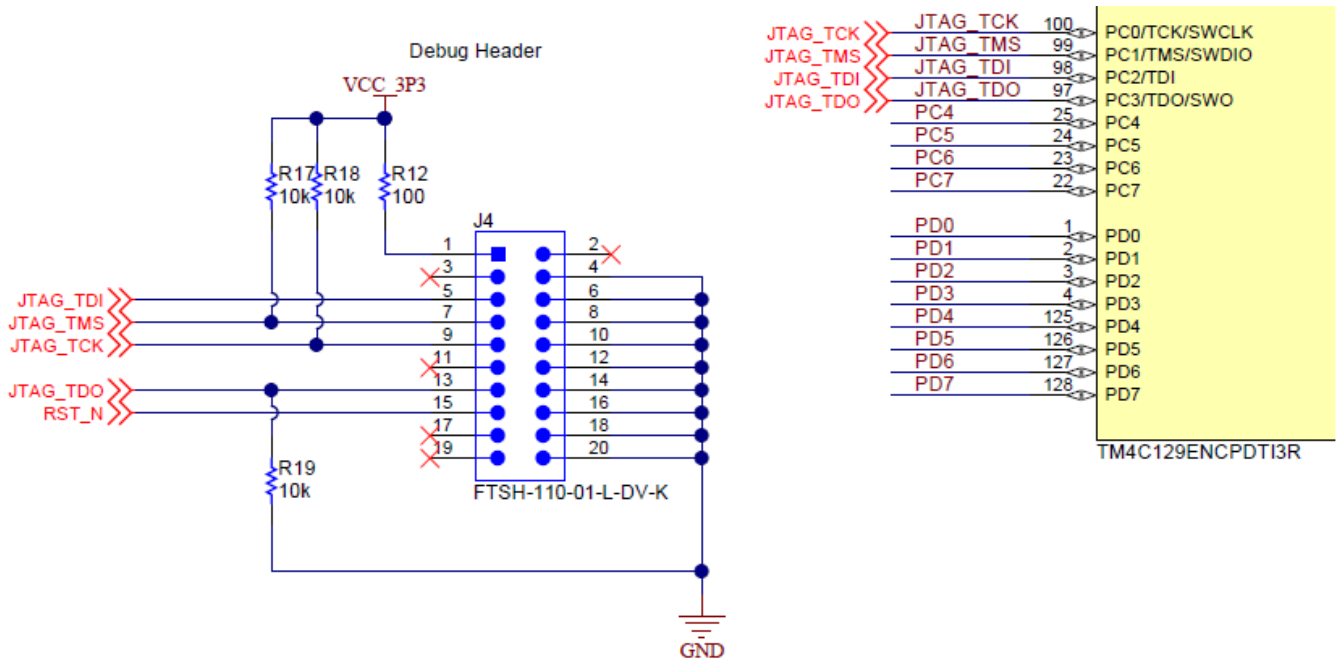 Debug Header
VCC_3P3
R17
10k
R18
10k
R12
100
J4
1 2
3 4
JTAG_TDI 5 6
JTAG_TMS 7 8
JTAG_TCK 9 10
11 12
JTAG_TDO 13 14
RST_N 15 16
17 18
19 20
R19
10k
FTSH-110-01-L-DV-K
GND
JTAG_TCK JTAG_TCK 100 PC0/TCK/SWCLK
JTAG_TMS JTAG_TMS 99 PC1/TMS/SWDIO
JTAG_TDI JTAG_TDI 98 PC2/TDI
JTAG_TDO JTAG_TDO 97 PC3/TDO/SWO
PC4 25 PC4
PC5 24 PC5
PC6 23 PC6
PC7 22 PC7
PD0 1 PD0
PD1 2 PD1
PD2 3 PD2
PD3 4 PD3
PD4 125 PD4
PD5 126 PD5
PD6 127 PD6
PD7 128 PD7
TM4C129ENCPDTI3R